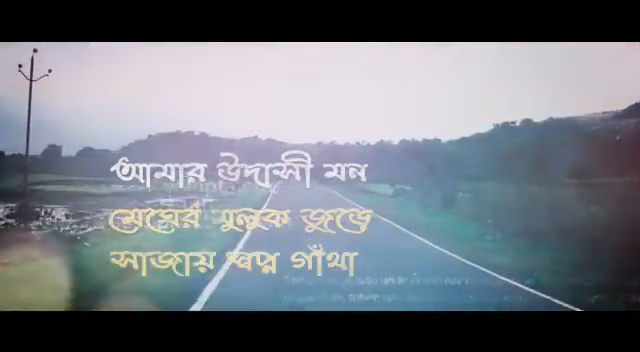 আমার উদাসী মন
মেঘের মুলুক জুড়ে
সাজায় স্বপ্ন গাঁথা